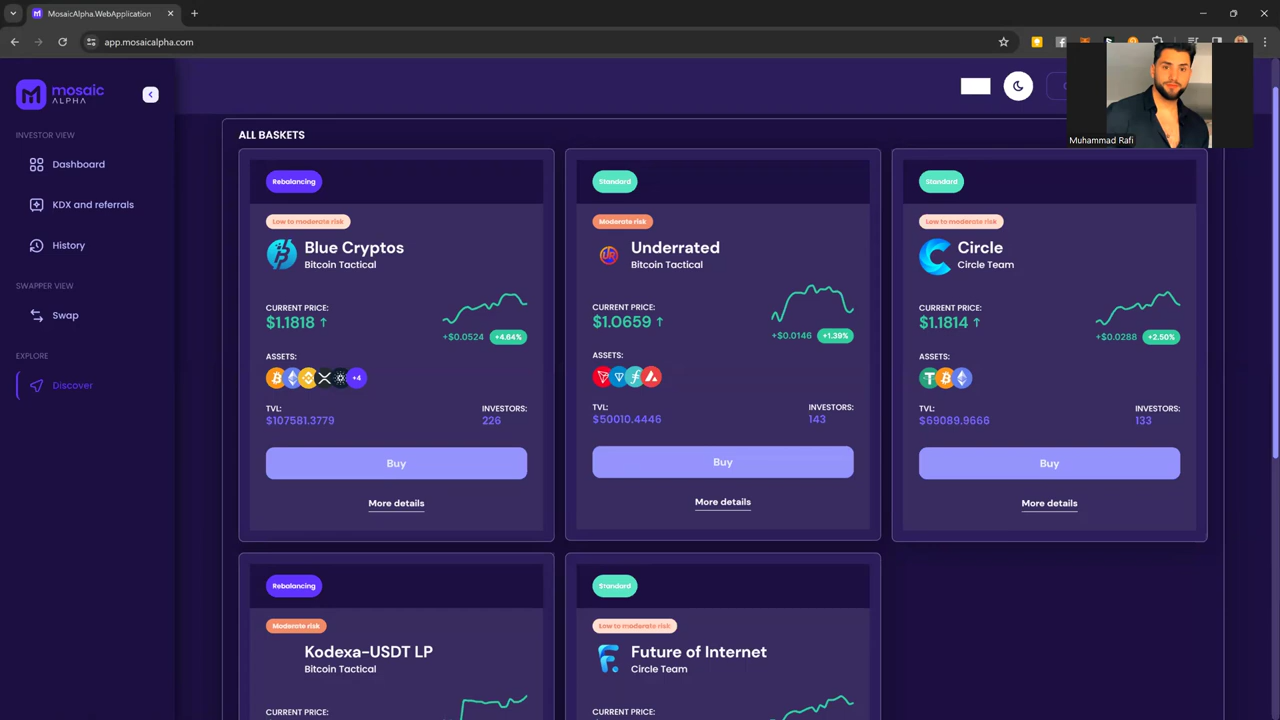 MosaicAlpha.WebApplication
app.mosaicalpha.com
mosaic
ALPHA
INVESTOR VIEW
Dashboard
KDX and referrals
History
SWAPPER VIEW
Swap
EXPLORE
Discover
Muhammad Rafi
ALL BASKETS
Rebalancing
Low to moderate risk
Blue Cryptos
Bitcoin Tactical
CURRENT PRICE:
$1.1818 ↑
+$0.0524 +4.64%
ASSETS:
+4
TVL: INVESTORS:
$107581.3779 226
Buy
More details
Standard
Moderate risk
Underrated
Bitcoin Tactical
CURRENT PRICE:
$1.0659 ↑
+$0.0146 +1.39%
ASSETS:
TVL: INVESTORS:
$50010.4446 143
Buy
More details
Standard
Low to moderate risk
Circle
Circle Team
CURRENT PRICE:
$1.1814 ↑
+$0.0288 +2.50%
ASSETS:
TVL: INVESTORS:
$69089.9666 133
Buy
More details
Rebalancing
Moderate risk
Kodexa-USDT LP
Bitcoin Tactical
CURRENT PRICE:
Standard
Low to moderate risk
Future of Internet
Circle Team
CURRENT PRICE: